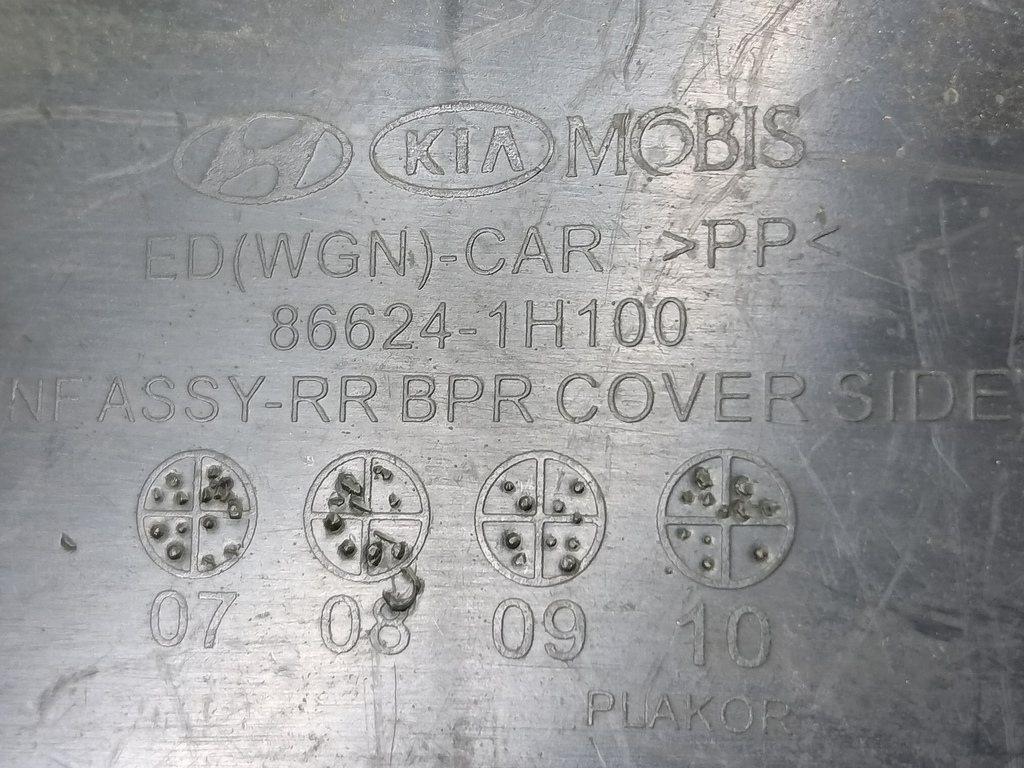 KIA MOBIS
ED(WGN)-CAR >PP<
86624-1H100
NF ASSY-RR BPR COVER SIDE
07 08 09 10
PLAKOR